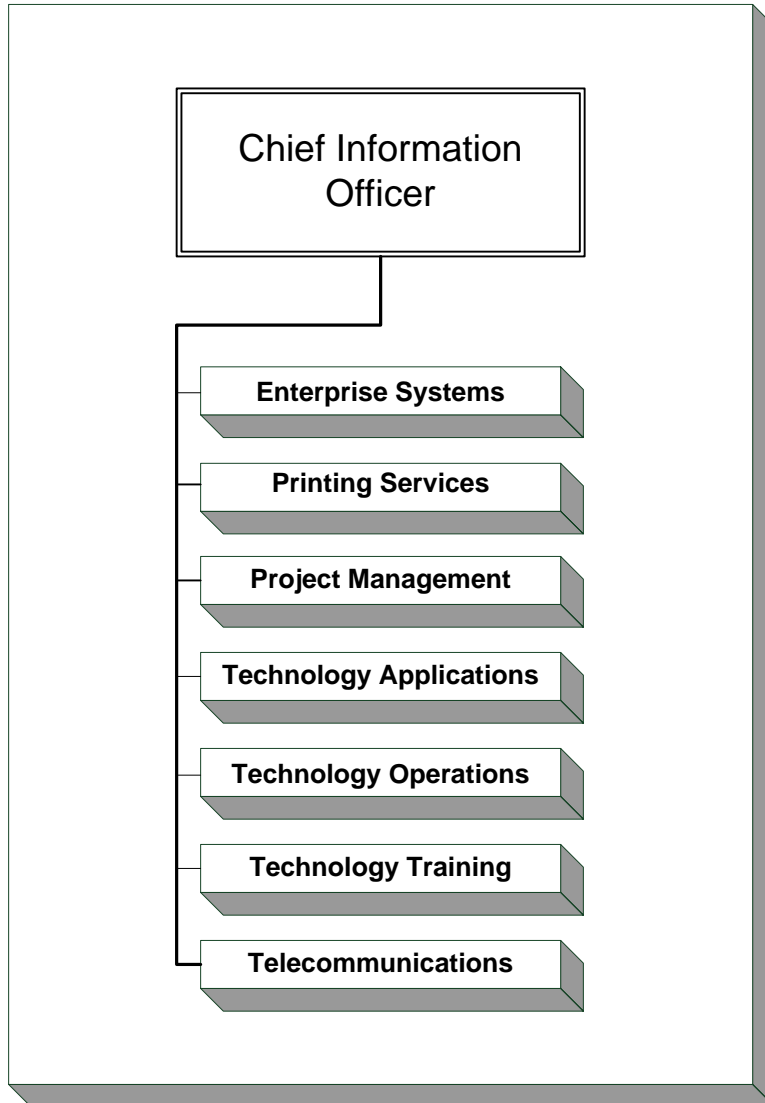 Chief Information
Officer
Enterprise Systems
Printing Services
Project Management
Technology Applications
Technology Operations
Technology Training
Telecommunications